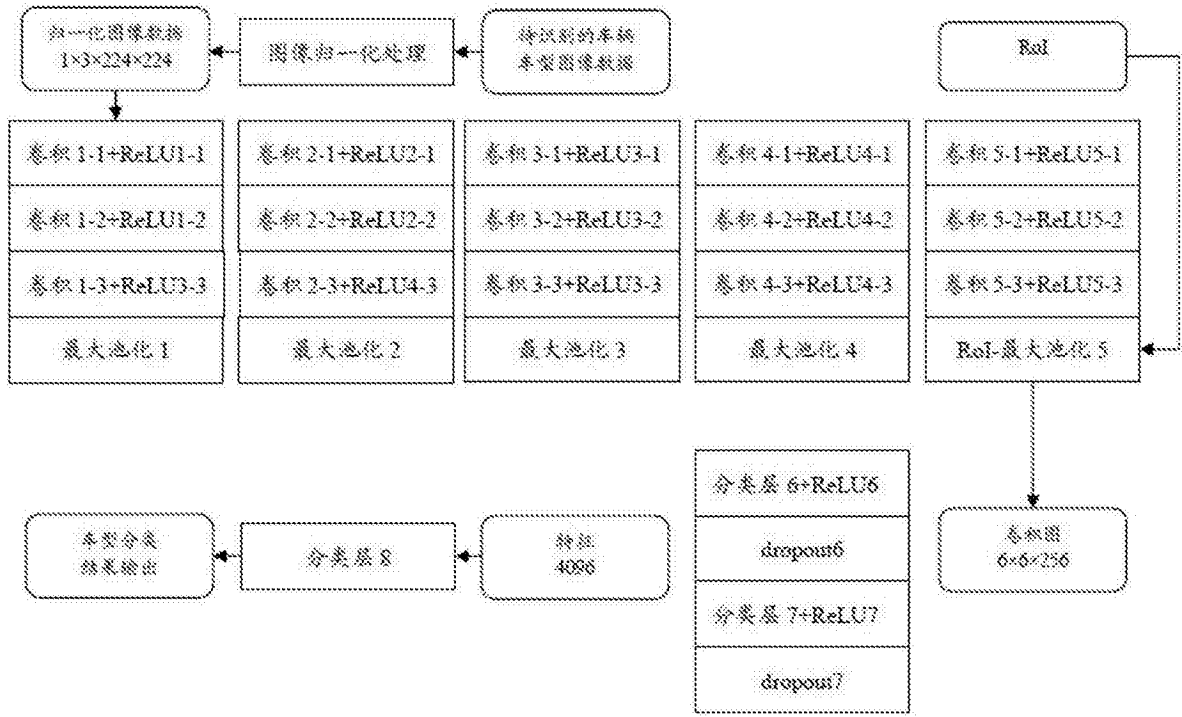 归一化图像数据
1×3×224×224
图像归一化处理
待识别的车辆
车型图像数据
RoI
卷积 1-1+ReLU1-1
卷积 2-1+ReLU2-1
卷积 3-1+ReLU3-1
卷积 4-1+ReLU4-1
卷积 5-1+ReLU5-1
卷积 1-2+ReLU1-2
卷积 2-2+ReLU2-2
卷积 3-2+ReLU3-2
卷积 4-2+ReLU4-2
卷积 5-2+ReLU5-2
卷积 1-3+ReLU3-3
卷积 2-3+ReLU4-3
卷积 3-3+ReLU3-3
卷积 4-3+ReLU4-3
卷积 5-3+ReLU5-3
最大池化 1
最大池化 2
最大池化 3
最大池化 4
RoI-最大池化 5
分类层 6+ReLU6
dropout6
分类层 7+ReLU7
dropout7
卷积图
6×6×256
特征
4096
分类层 8
车型分类
结果输出